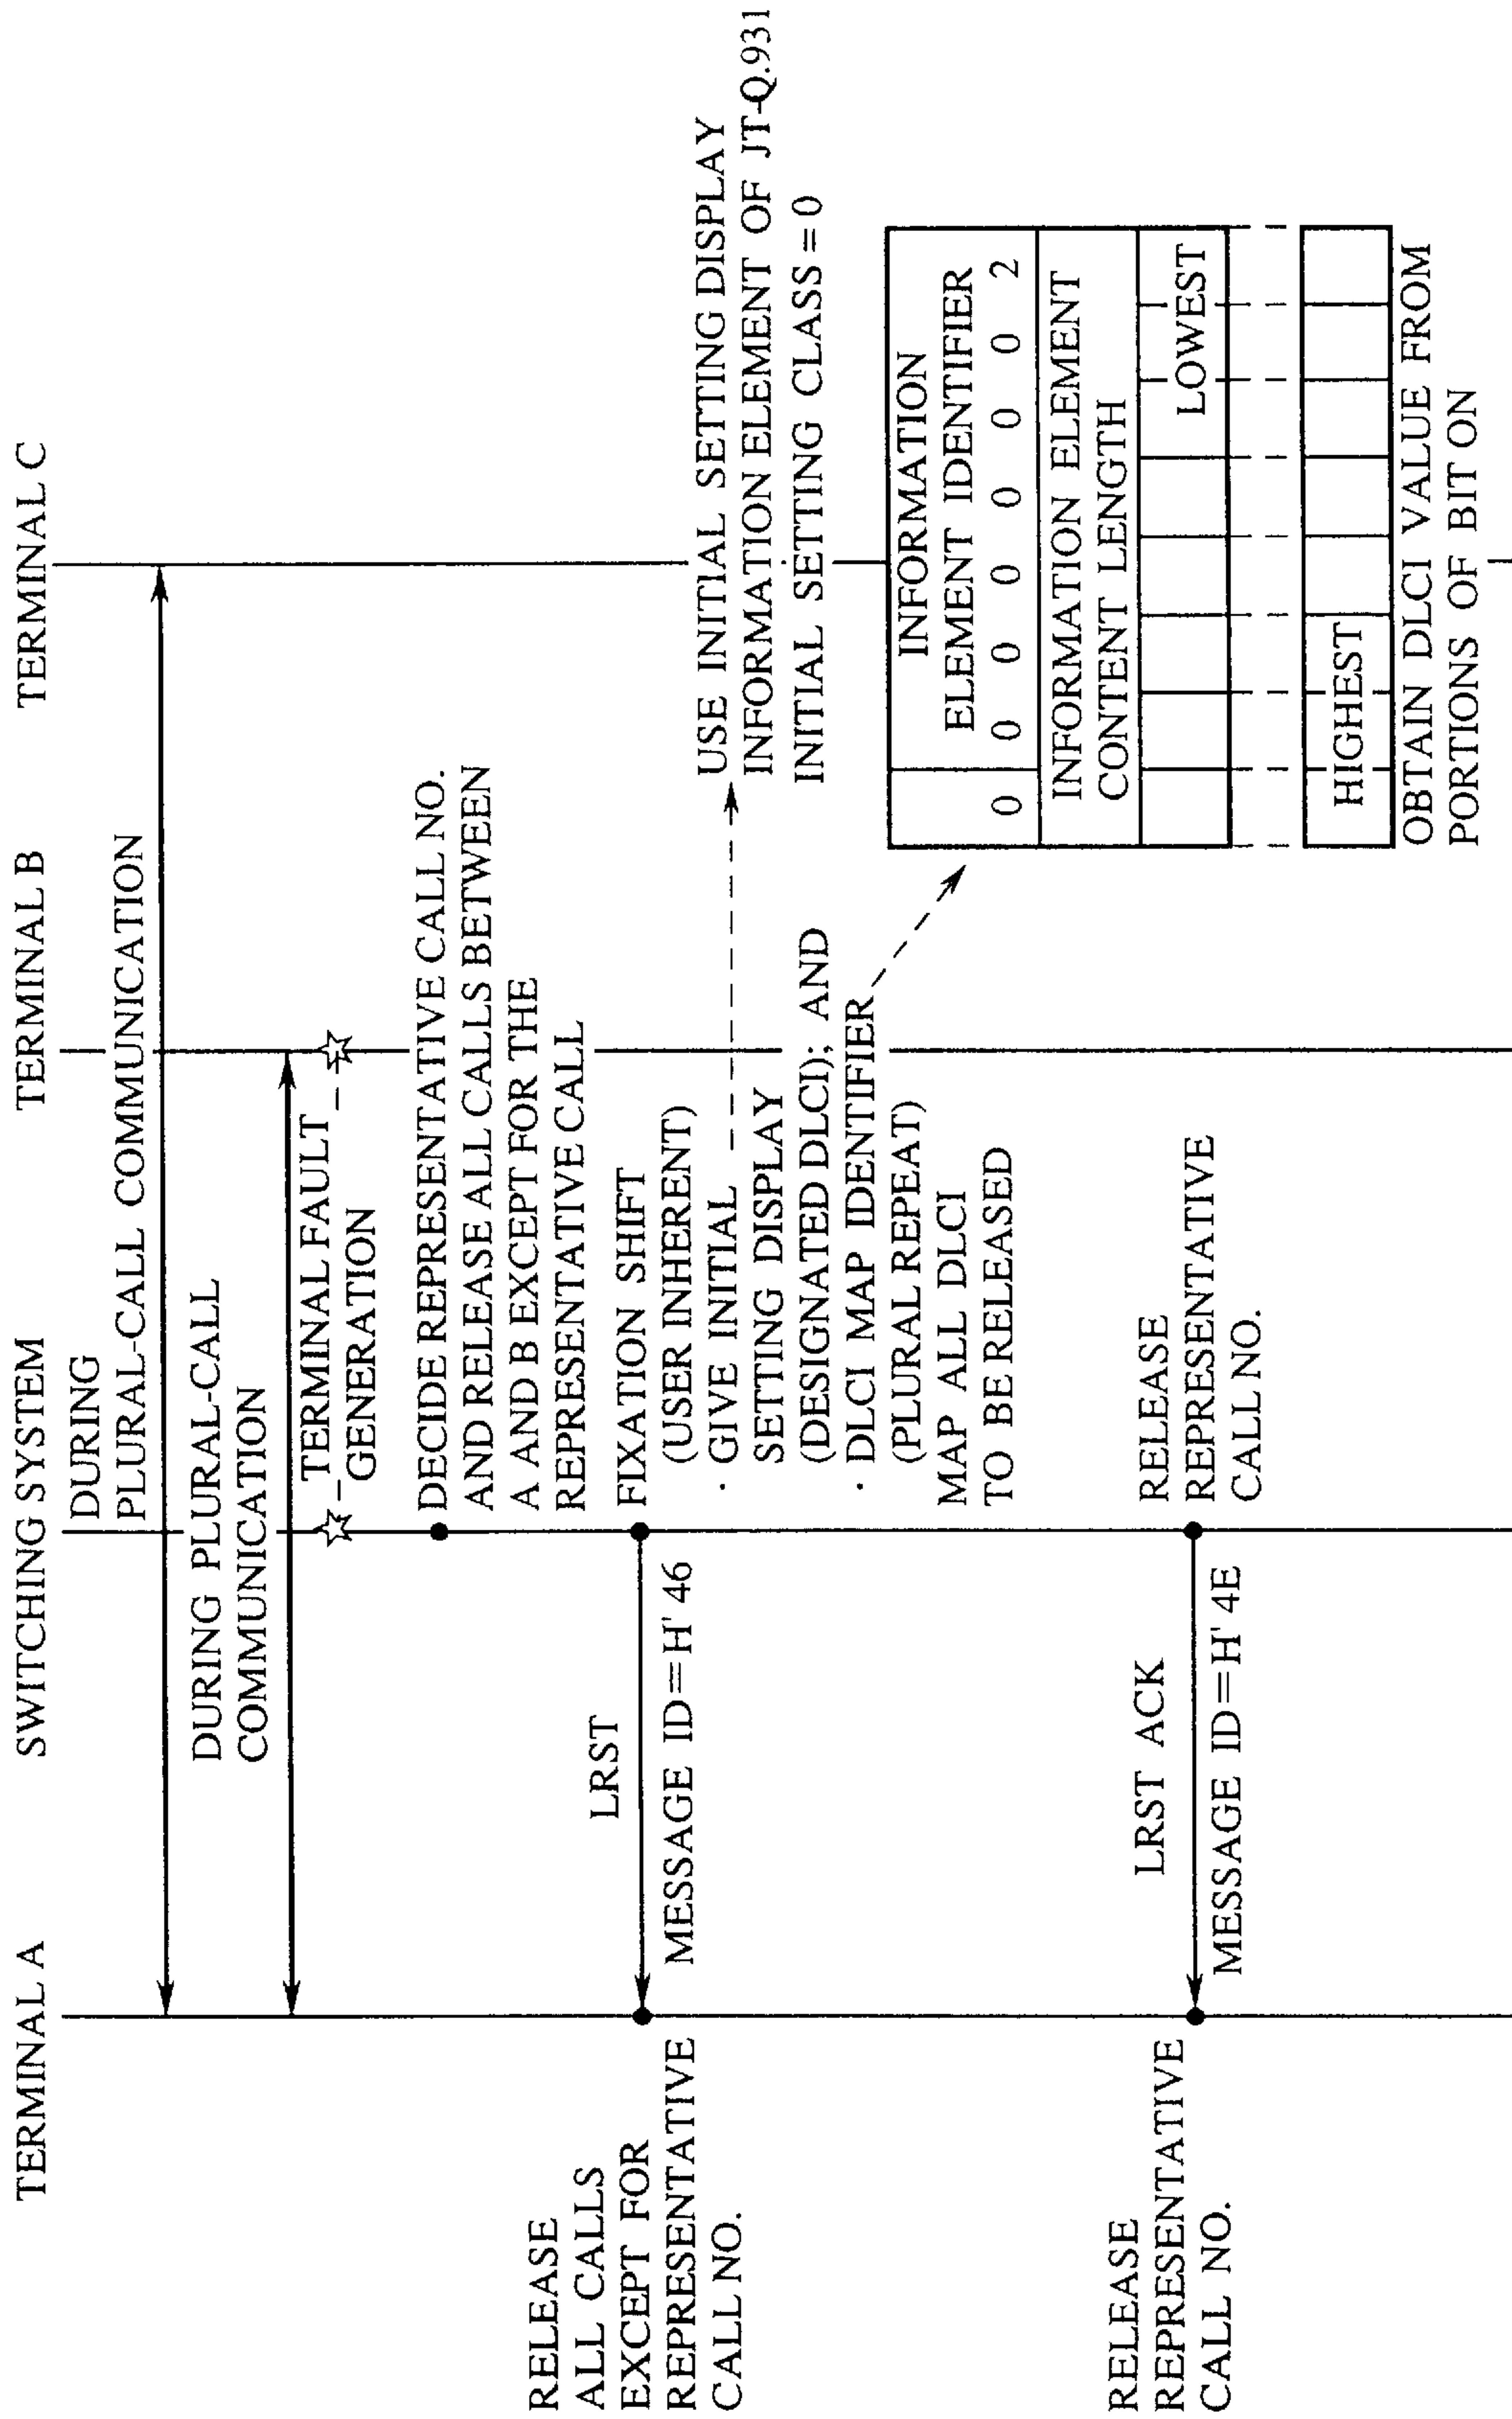 TERMINAL A
SWITCHING SYSTEM
TERMINAL B
TERMINAL C
DURING
PLURAL-CALL COMMUNICATION
DURING PLURAL-CALL
COMMUNICATION
TERMINAL FAULT
GENERATION
DECIDE REPRESENTATIVE CALL NO.
AND RELEASE ALL CALLS BETWEEN
A AND B EXCEPT FOR THE
REPRESENTATIVE CALL
RELEASE
ALL CALLS
EXCEPT FOR
REPRESENTATIVE
CALL NO.
LRST
MESSAGE ID=H' 46
FIXATION SHIFT
(USER INHERENT)
· GIVE INITIAL
SETTING DISPLAY
(DESIGNATED DLCI); AND
· DLCI MAP IDENTIFIER
(PLURAL REPEAT)
MAP ALL DLCI
TO BE RELEASED
USE INITIAL SETTING DISPLAY
INFORMATION ELEMENT OF JT-Q.931
INITIAL SETTING CLASS = 0
INFORMATION
ELEMENT IDENTIFIER
0 0 0 0 0 0 0 2
INFORMATION ELEMENT
CONTENT LENGTH
LOWEST
HIGHEST
OBTAIN DLCI VALUE FROM
PORTIONS OF BIT ON
RELEASE
REPRESENTATIVE
CALL NO.
LRST ACK
MESSAGE ID=H' 4E
RELEASE
REPRESENTATIVE
CALL NO.